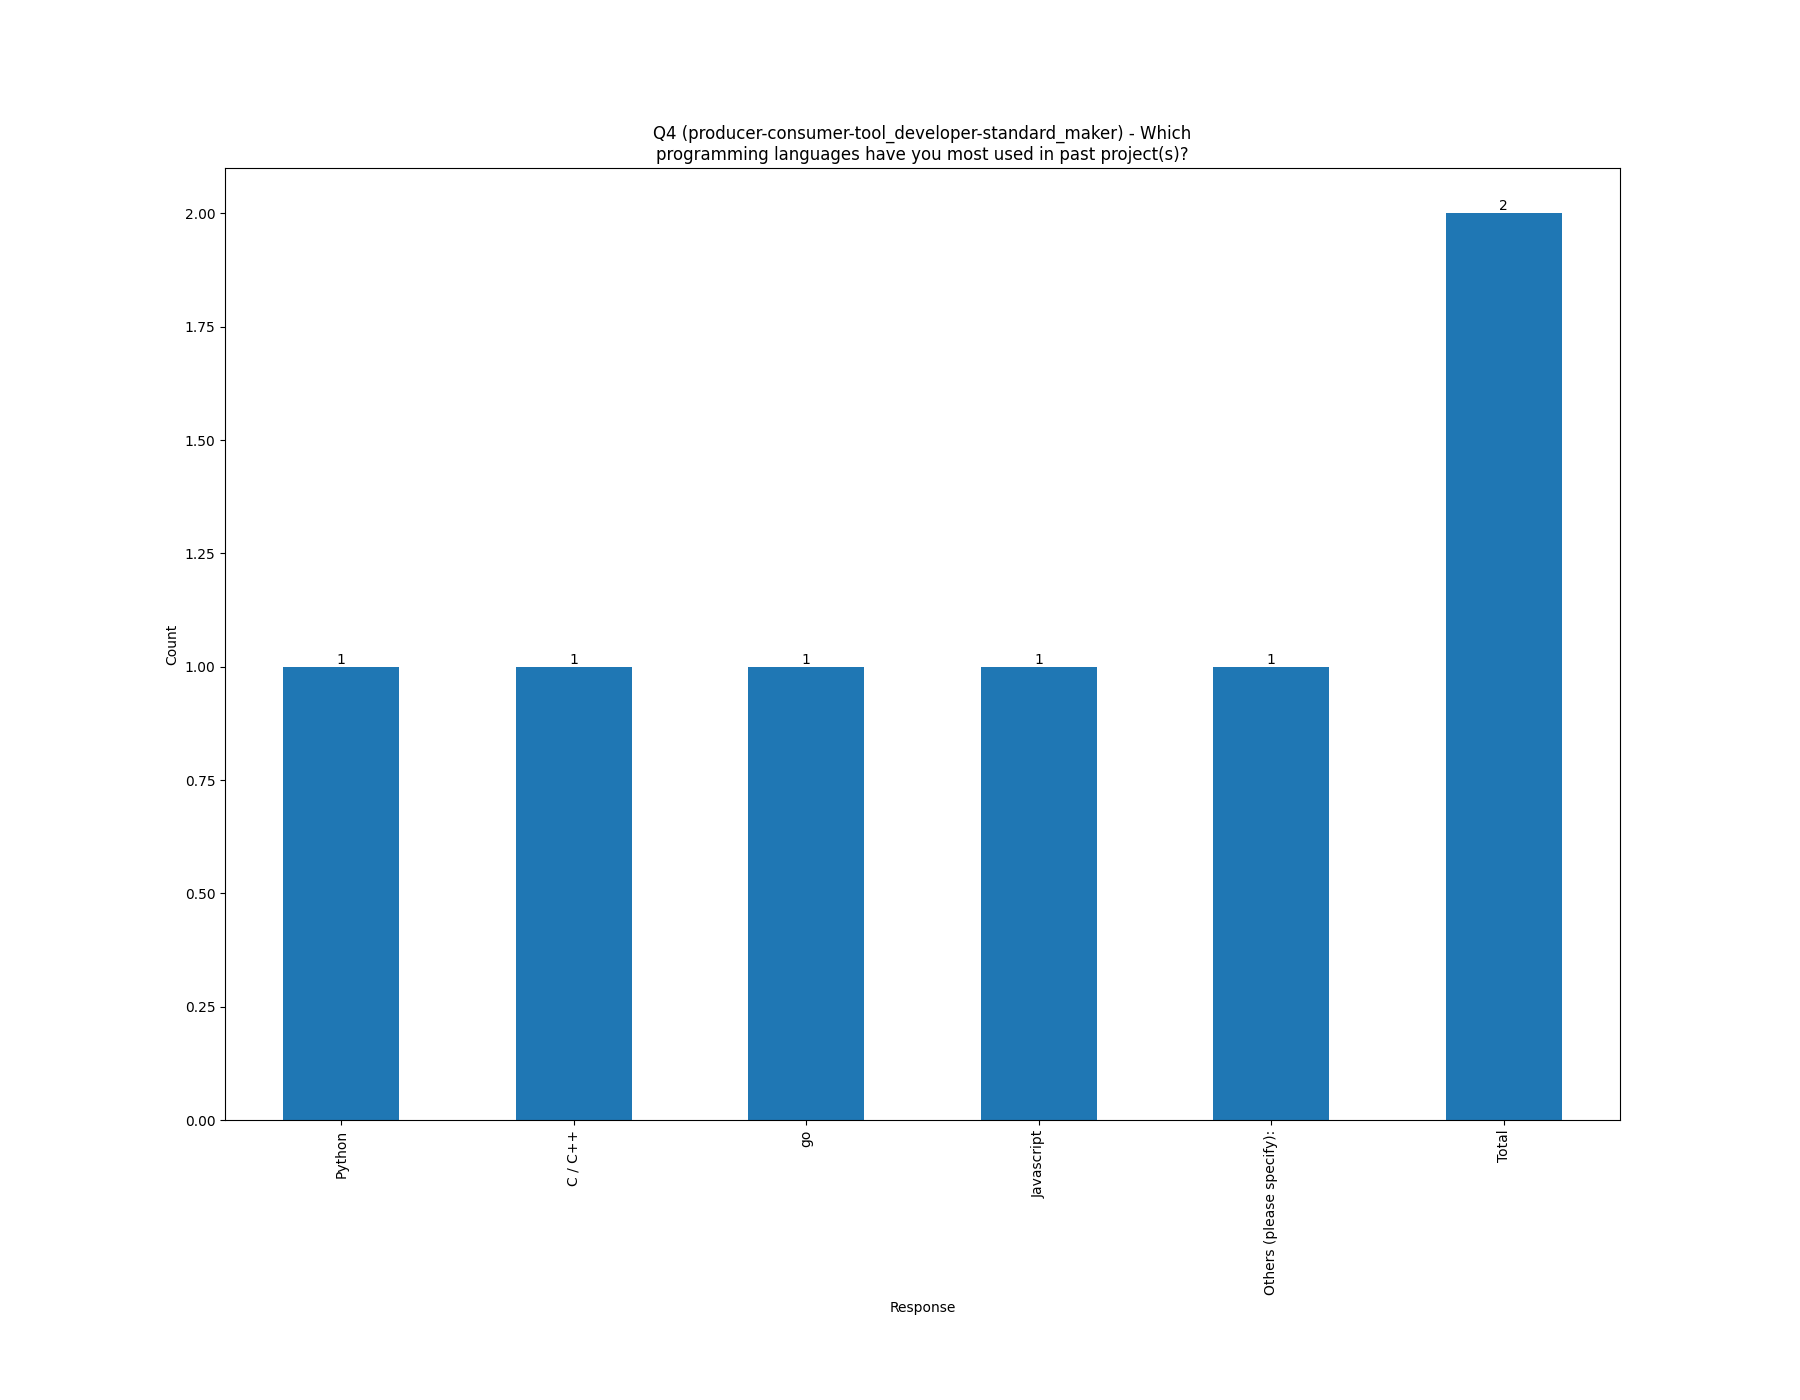 Q4 (producer-consumer-tool_developer-standard_maker) - Which
programming languages have you most used in past project(s)?
2.00
1.75
1.50
1.25
1.00
0.75
0.50
0.25
0.00
Count
1
1
1
1
1
2
Python
C / C++
go
Javascript
Others (please specify):
Total
Response